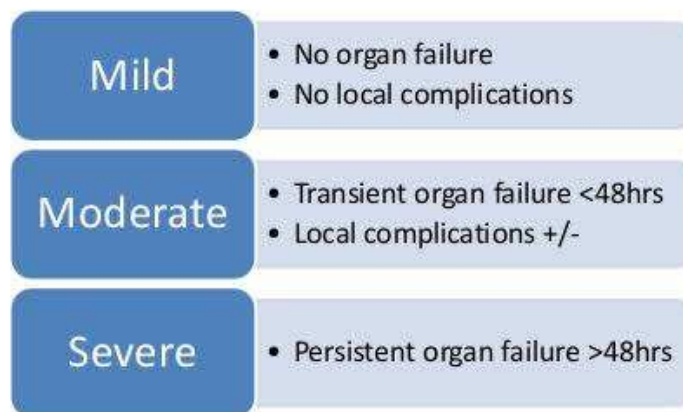 Mild
• No organ failure
• No local complications
Moderate
• Transient organ failure <48hrs
• Local complications +/-
Severe
• Persistent organ failure >48hrs